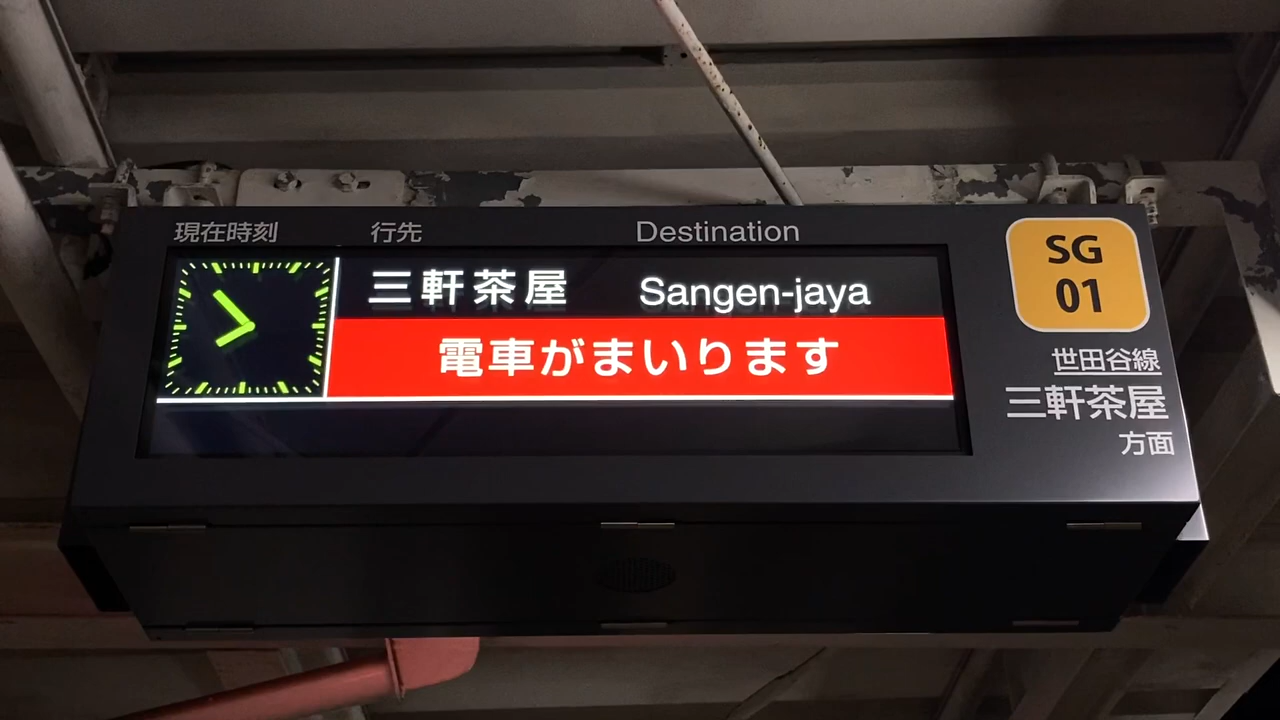 現在時刻 行先 Destination
三軒茶屋 Sangen-jaya
電車がまいります
SG
01
世田谷線
三軒茶屋
方面